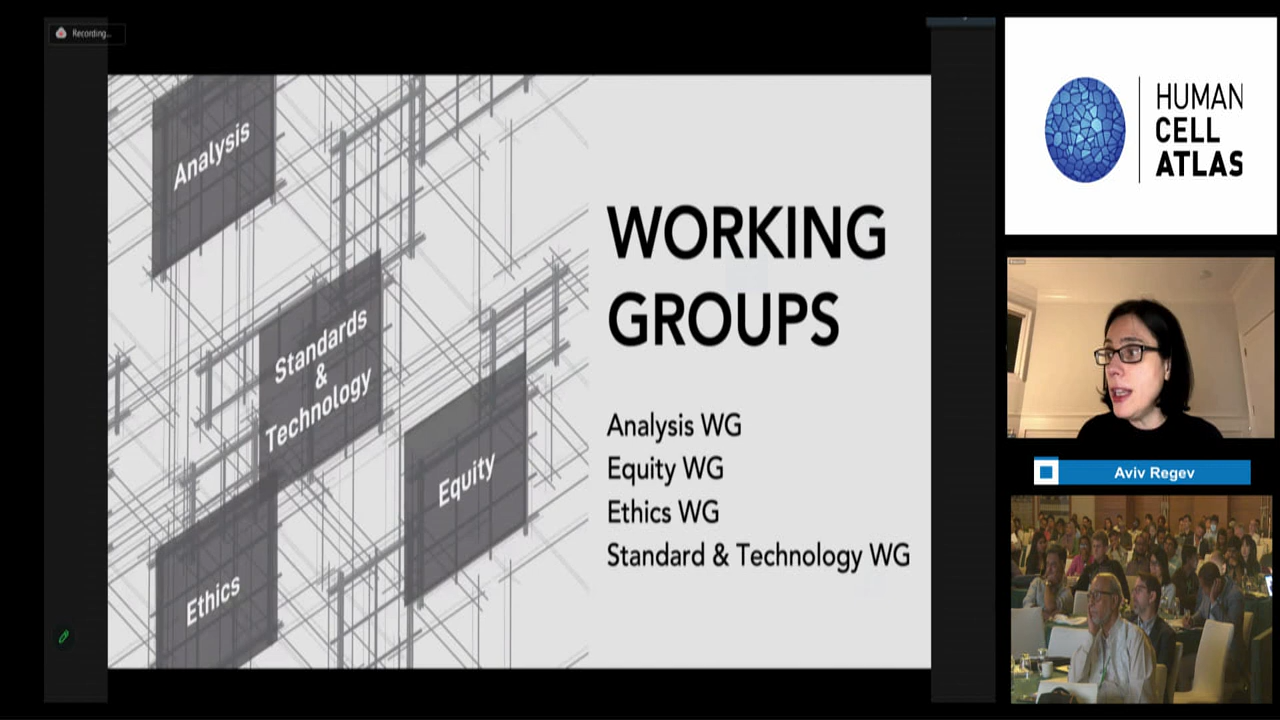 Recording...
Analysis
Standards
&
Technology
Equity
Ethics
WORKING
GROUPS
Analysis WG
Equity WG
Ethics WG
Standard & Technology WG
HUMAN
CELL
ATLAS
Aviv Regev